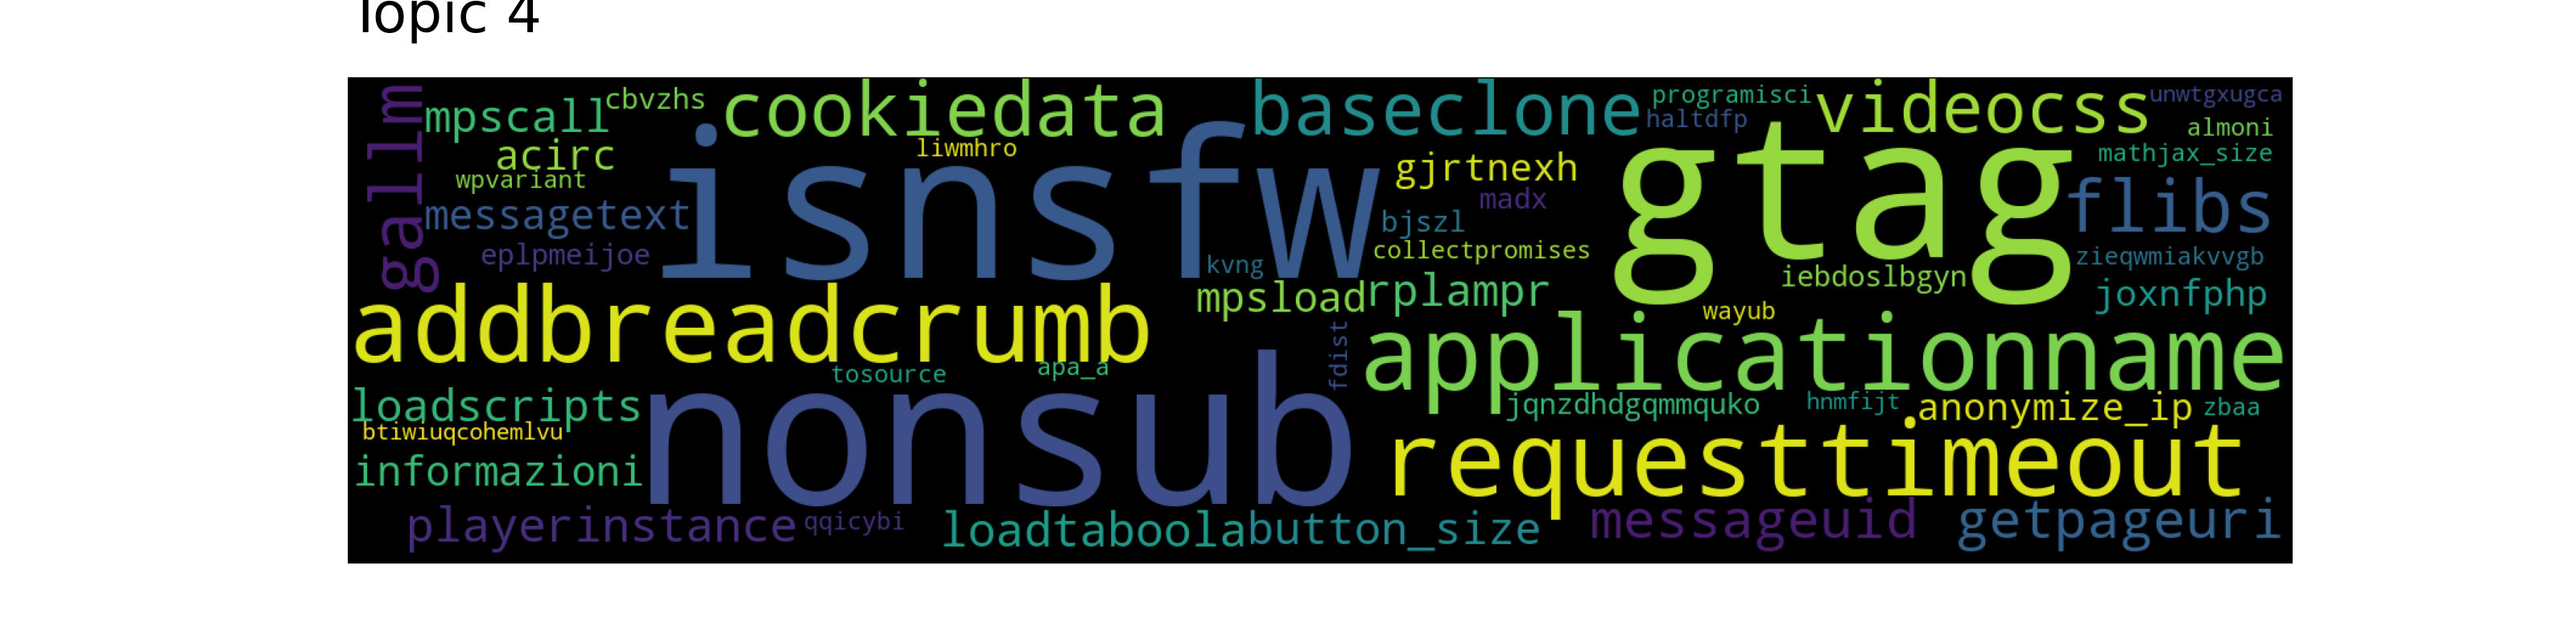 Topic 4
gallm
mpscall
cbvzhs
cookiedata
baseclone
programisci
videocss
unwtgxugca
haltdfp
almoni
acirc
liwmhro
gjrtnexh
mathjax_size
wpvariant
isnsfw
madx
gtag
flibs
messagetext
bjszl
eplpmeijoe
kvng
collectpromises
zieqwmiakvvgb
iebdoslbgyn
mpsload
rplampr
joxnfphp
addbreadcrumb
wayub
fdist
applicationname
tosource
apa_a
loadscripts
nonsub
jqnzdhdgqmmquko
hnmfijt
anonymize_ip
zbaa
btiwiuqcohemlvu
informazioni
requesttimeout
playerinstance
qqicybi
loadtaboola
button_size
messageuid
getpageuri